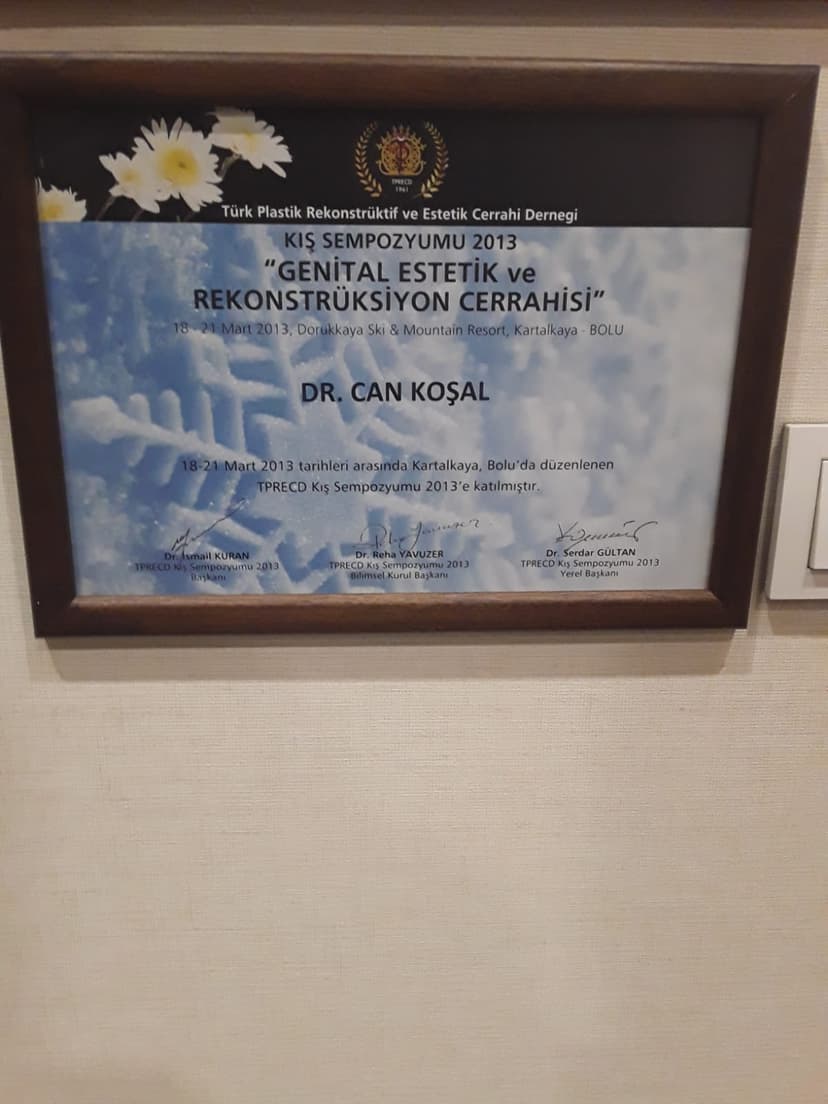 TPRECD
1961
Türk Plastik Rekonstrüktif ve Estetik Cerrahi Dernegi
KIŞ SEMPOZYUMU 2013
“GENİTAL ESTETİK ve
REKONSTRÜKSİYON CERRAHİSİ”
18 - 21 Mart 2013, Dorukkaya Ski & Mountain Resort, Kartalkaya - BOLU
DR. CAN KOŞAL
18-21 Mart 2013 tarihleri arasında Kartalkaya, Bolu'da düzenlenen
TPRECD Kış Sempozyumu 2013'e katılmıştır.
Dr. İsmail KURAN
TPRECD Kış Sempozyumu 2013
Başkanı
Dr. Reha YAVUZER
TPRECD Kış Sempozyumu 2013
Bilimsel Kurul Başkanı
Dr. Serdar GÜLTAN
TPRECD Kış Sempozyumu 2013
Yerel Başkanı